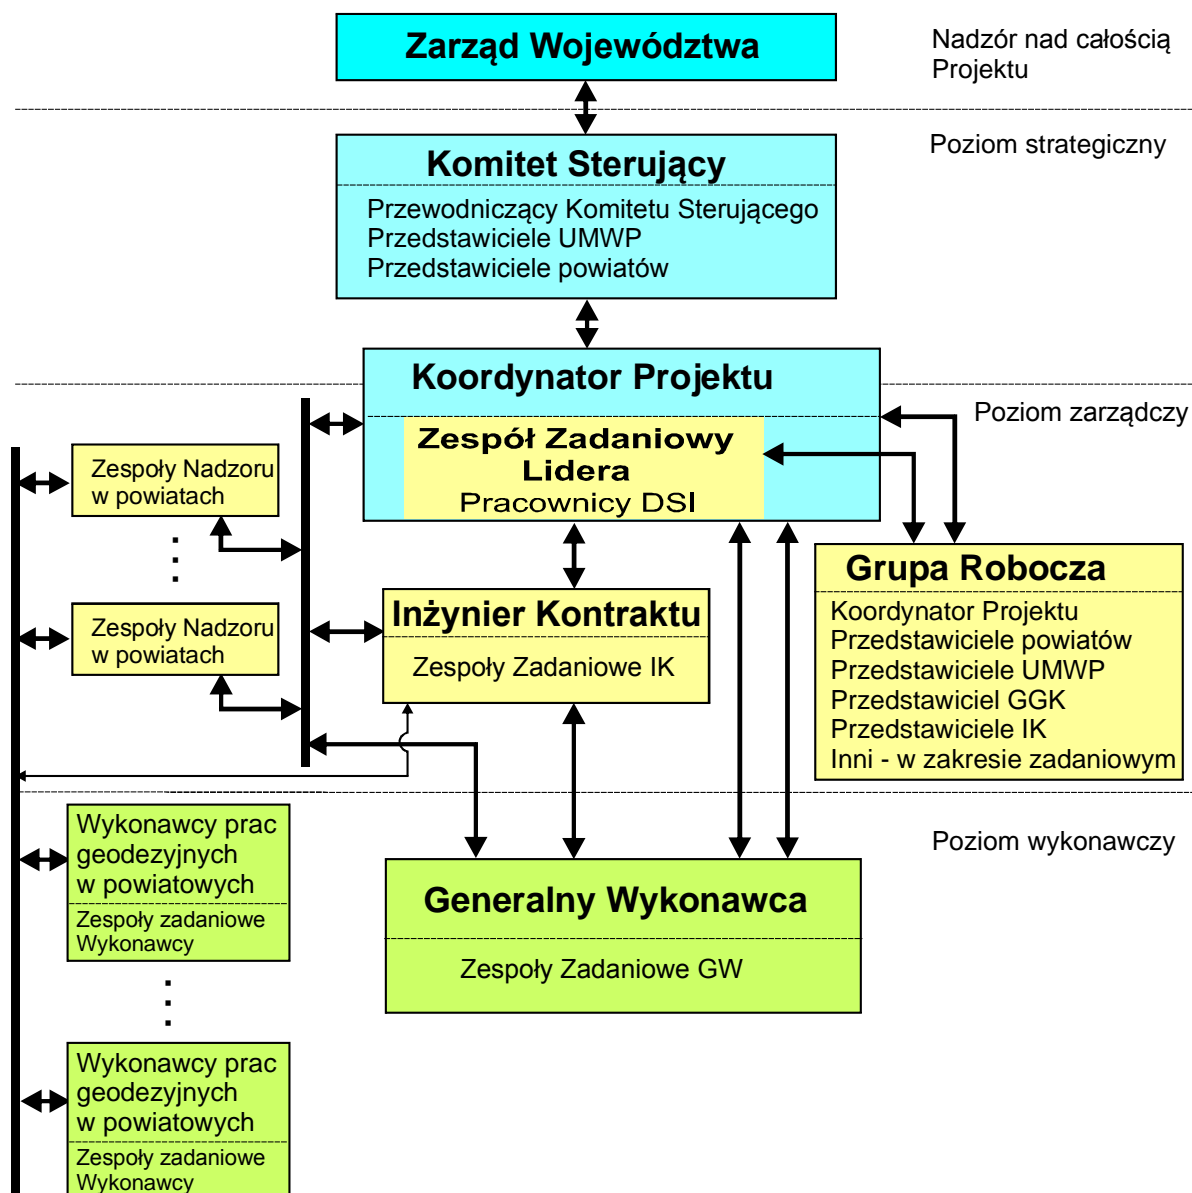 Zarząd Województwa
Nadzór nad całością
Projektu
Poziom strategiczny
Komitet Sterujący
Przewodniczący Komitetu Sterującego
Przedstawiciele UMWP
Przedstawiciele powiatów
Koordynator Projektu
Poziom zarządczy
Zespół Zadaniowy
Lidera
Pracownicy DSI
Zespoły Nadzoru
w powiatach
Zespoły Nadzoru
w powiatach
Inżynier Kontraktu
Zespoły Zadaniowe IK
Grupa Robocza
Koordynator Projektu
Przedstawiciele powiatów
Przedstawiciele UMWP
Przedstawiciel GGK
Przedstawiciele IK
Inni - w zakresie zadaniowym
Poziom wykonawczy
Wykonawcy prac
geodezyjnych
w powiatowych
Zespoły zadaniowe
Wykonawcy
Generalny Wykonawca
Zespoły Zadaniowe GW
Wykonawcy prac
geodezyjnych
w powiatowych
Zespoły zadaniowe
Wykonawcy